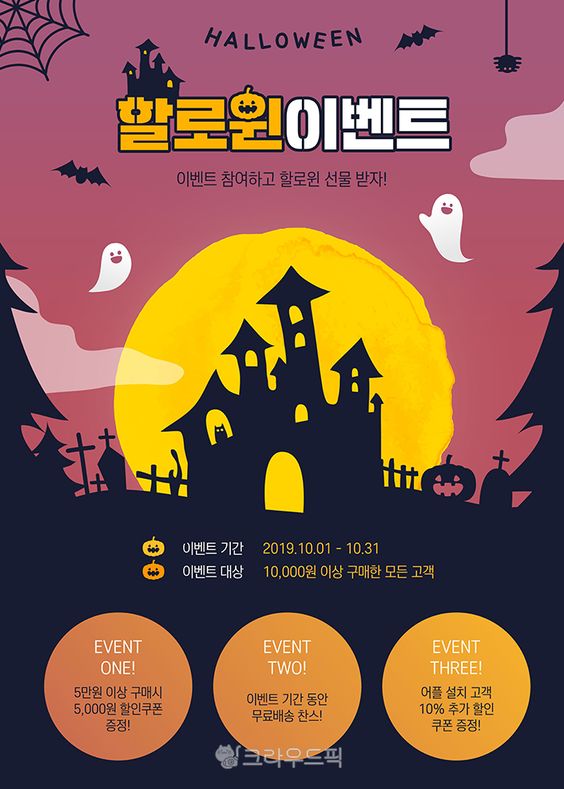 HALLOWEEN
할로윈이벤트
이벤트 참여하고 할로윈 선물 받자!
이벤트 기간 2019.10.01 - 10.31
이벤트 대상 10,000원 이상 구매한 모든 고객
EVENT
ONE!
5만원 이상 구매시
5,000원 할인쿠폰
증정!
EVENT
TWO!
이벤트 기간 동안
무료배송 찬스!
EVENT
THREE!
어플 설치 고객
10% 추가 할인
쿠폰 증정!
크라우드픽